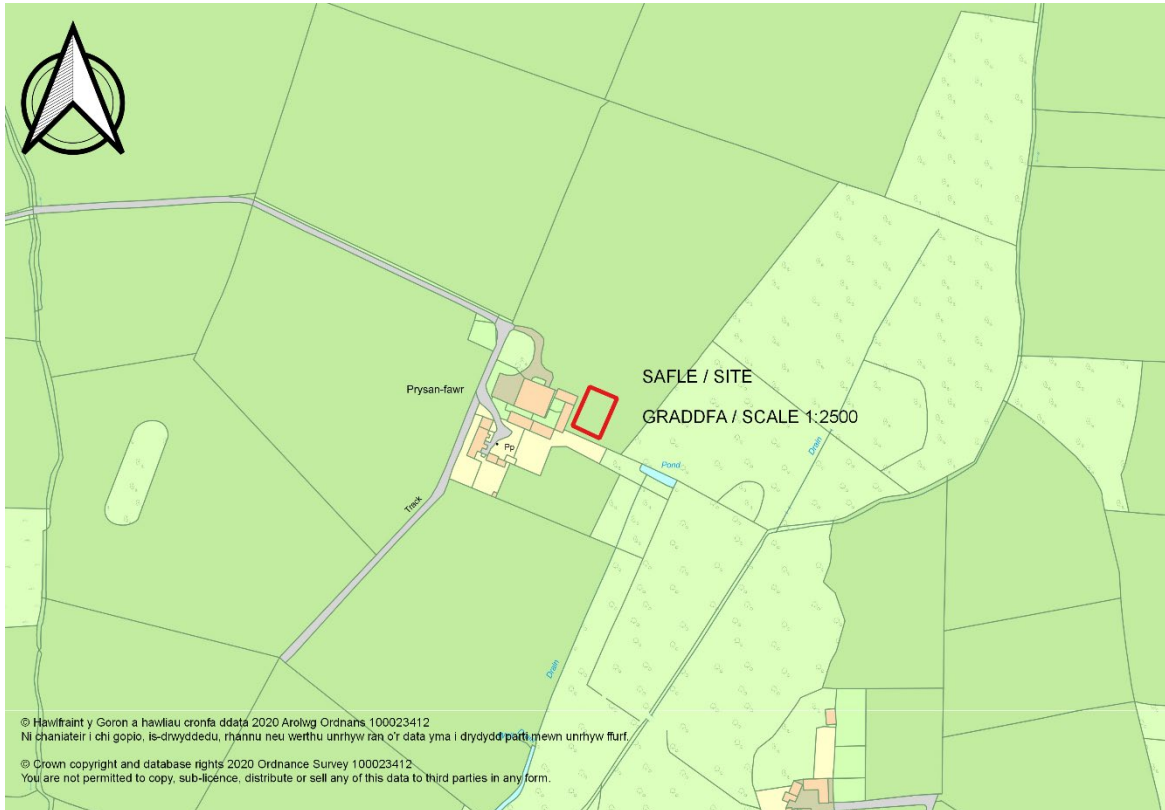 SAFLE / SITE
Prysan-fawr
GRADDFA / SCALE 1:2500
Pp
Drain
Pond
Track
Drain
© Hawlfraint y Goron a hawliau cronfa ddata 2020 Arolwg Ordnans 100023412
Ni chaniateir i chi gopïo, is-drwyddedu, rhannu neu werthu unrhyw ran o'r data yma i drydydd parti mewn unrhyw ffurf.
© Crown copyright and database rights 2020 Ordnance Survey 100023412
You are not permitted to copy, sub-licence, distribute or sell any of this data to third parties in any form.